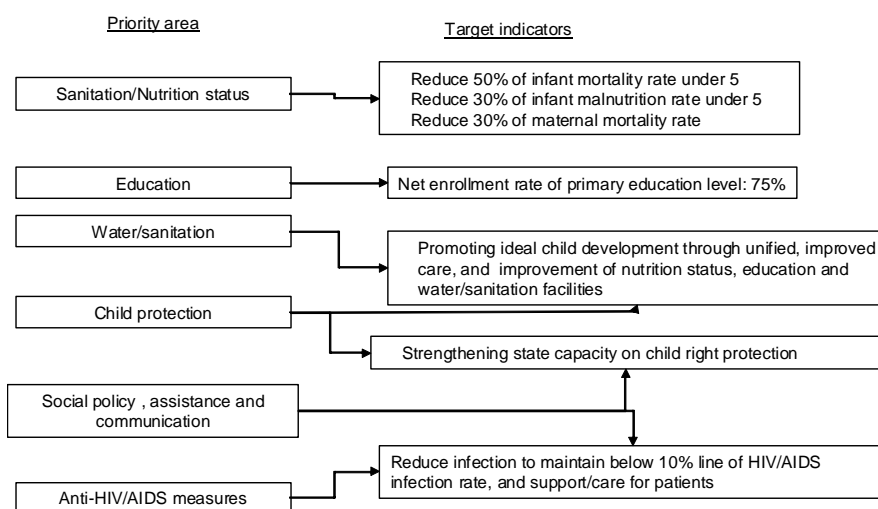 Priority area
Target indicators
Sanitation/Nutrition status
Reduce 50% of infant mortality rate under 5
Reduce 30% of infant malnutrition rate under 5
Reduce 30% of maternal mortality rate
Education
Net enrollment rate of primary education level: 75%
Water/sanitation
Promoting ideal child development through unified, improved
care, and improvement of nutrition status, education and
water/sanitation facilities
Child protection
Strengthening state capacity on child right protection
Social policy , assistance and
communication
Reduce infection to maintain below 10% line of HIV/AIDS
infection rate, and support/care for patients
Anti-HIV/AIDS measures